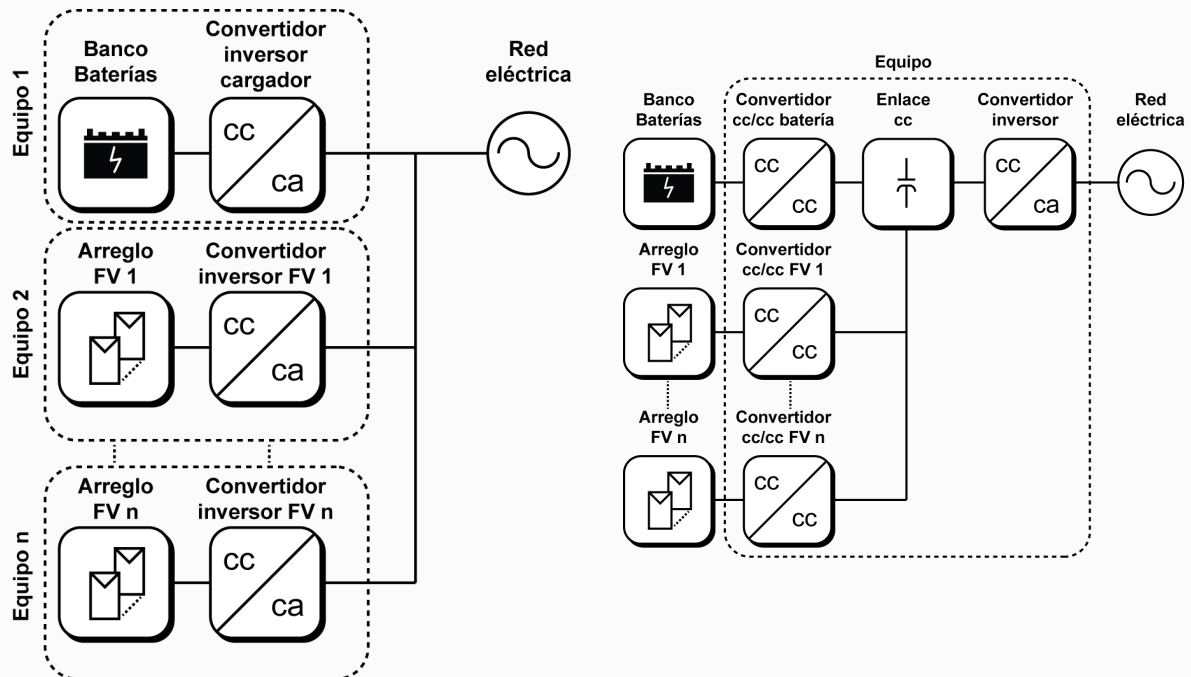 Equipo 1
Banco
Baterías
Convertidor
inversor
cargador
cc
ca
Red
eléctrica
Equipo 2
Arreglo
FV 1
Convertidor
inversor FV 1
cc
ca
Equipo n
Arreglo
FV n
Convertidor
inversor FV n
cc
ca
Equipo
Banco
Baterías
Convertidor
cc/cc batería
cc
cc
Enlace
cc
Convertidor
inversor
cc
ca
Red
eléctrica
Arreglo
FV 1
Convertidor
cc/cc FV 1
cc
cc
Arreglo
FV n
Convertidor
cc/cc FV n
cc
cc